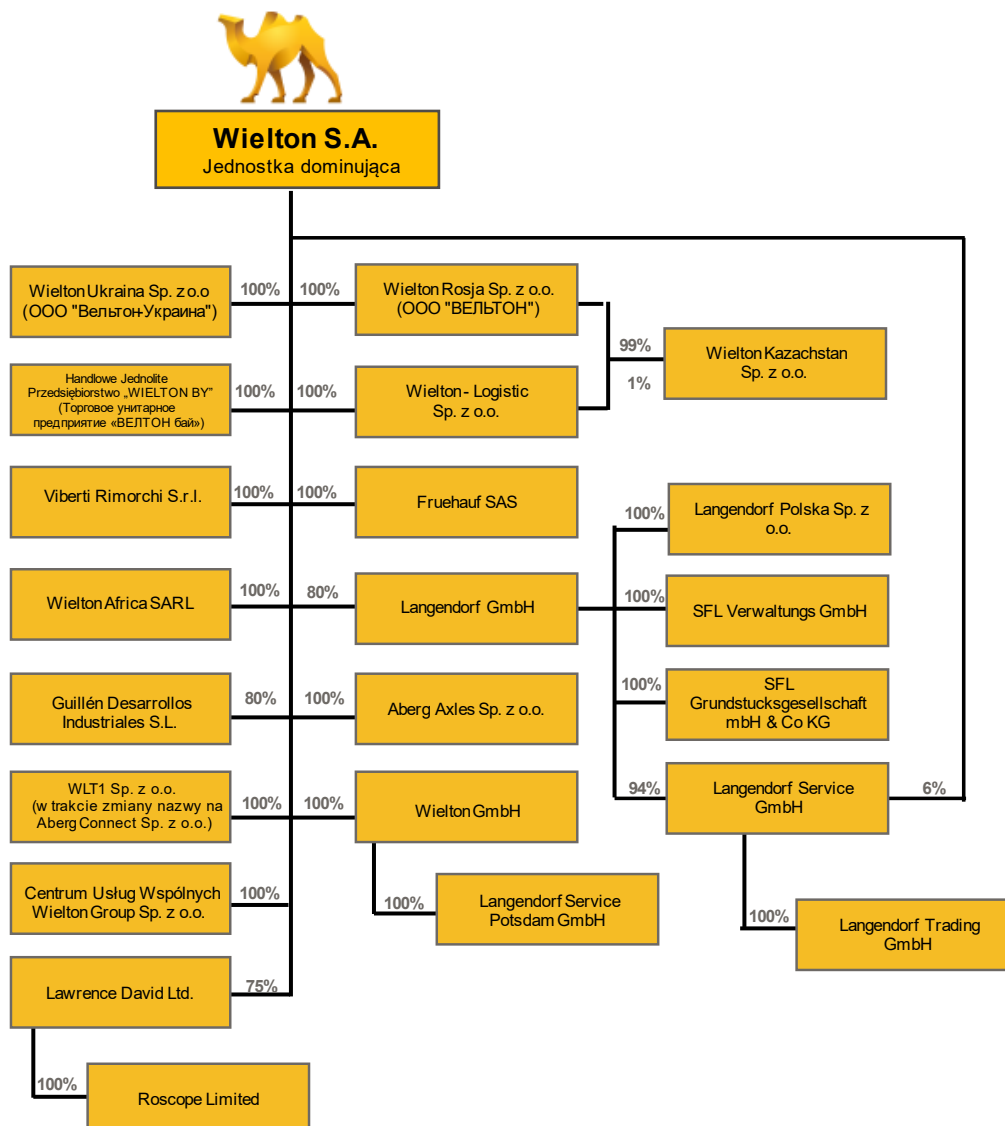 Wielton S.A.
Jednostka dominująca
Wielton Ukraina Sp. z o.o
(ООО "Вельтон-Украина")
100%
100%
Wielton Rosja Sp. z o.o.
(ООО "ВЕЛЬТОН")
99%
1%
Wielton Kazachstan
Sp. z o.o.
Handlowe Jednolite
Przedsiębiorstwo „WIELTON BY”
(Торговое унитарное
предприятие «ВЕЛТОН бай»)
100%
100%
Wielton - Logistic
Sp. z o.o.
Viberti Rimorchi S.r.l.
100%
100%
Fruehauf SAS
100%
Langendorf Polska Sp. z
o.o.
Wielton Africa SARL
100%
80%
Langendorf GmbH
100%
SFL Verwaltungs GmbH
Guillén Desarrollos
Industriales S.L.
80%
100%
Aberg Axles Sp. z o.o.
100%
SFL
Grundstucksgesellschaft
mbH & Co KG
WLT1 Sp. z o.o.
(w trakcie zmiany nazwy na
Aberg Connect Sp. z o.o.)
100%
100%
Wielton GmbH
94%
Langendorf Service
GmbH
6%
Centrum Usług Wspólnych
Wielton Group Sp. z o.o.
100%
100%
Langendorf Service
Potsdam GmbH
100%
Langendorf Trading
GmbH
Lawrence David Ltd.
75%
100%
Roscope Limited